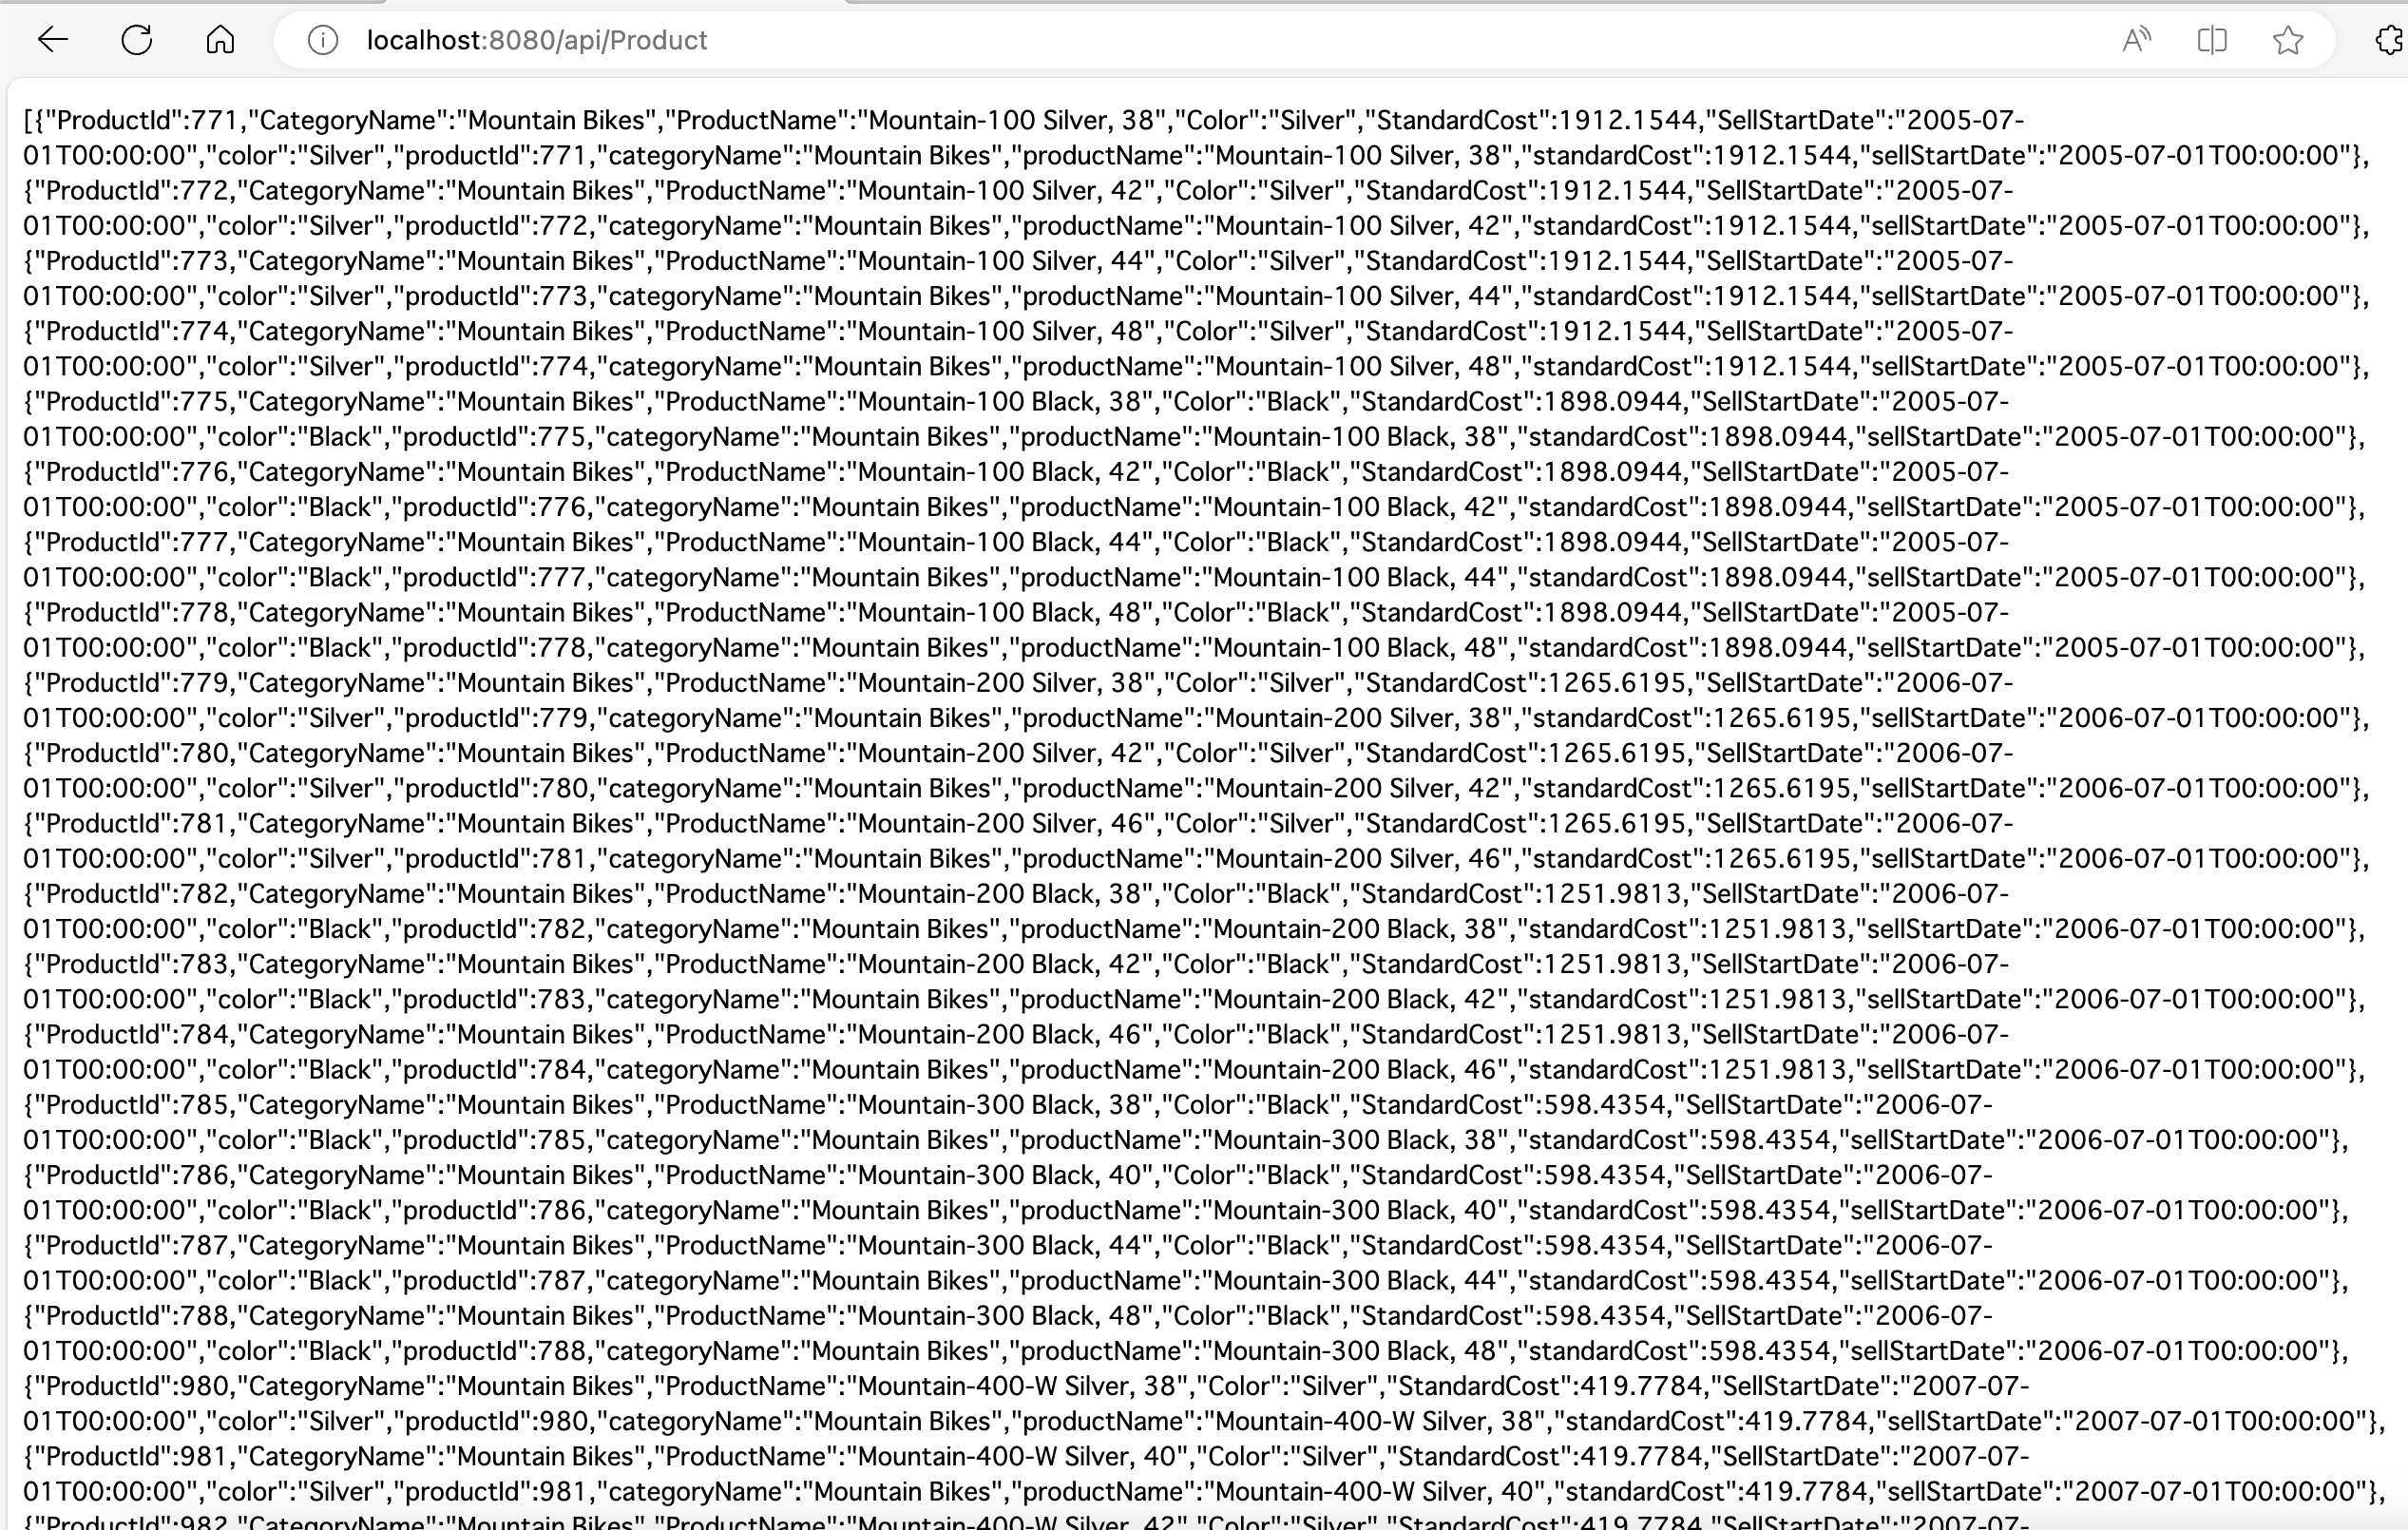 localhost:8080/api/Product
[{"ProductId":771,"CategoryName":"Mountain Bikes","ProductName":"Mountain-100 Silver, 38","Color":"Silver","StandardCost":1912.1544,"SellStartDate":"2005-07-
01T00:00:00","color":"Silver","productId":771,"categoryName":"Mountain Bikes","productName":"Mountain-100 Silver, 38","standardCost":1912.1544,"sellStartDate":"2005-07-01T00:00:00"},
{"ProductId":772,"CategoryName":"Mountain Bikes","ProductName":"Mountain-100 Silver, 42","Color":"Silver","StandardCost":1912.1544,"SellStartDate":"2005-07-
01T00:00:00","color":"Silver","productId":772,"categoryName":"Mountain Bikes","productName":"Mountain-100 Silver, 42","standardCost":1912.1544,"sellStartDate":"2005-07-01T00:00:00"},
{"ProductId":773,"CategoryName":"Mountain Bikes","ProductName":"Mountain-100 Silver, 44","Color":"Silver","StandardCost":1912.1544,"SellStartDate":"2005-07-
01T00:00:00","color":"Silver","productId":773,"categoryName":"Mountain Bikes","productName":"Mountain-100 Silver, 44","standardCost":1912.1544,"sellStartDate":"2005-07-01T00:00:00"},
{"ProductId":774,"CategoryName":"Mountain Bikes","ProductName":"Mountain-100 Silver, 48","Color":"Silver","StandardCost":1912.1544,"SellStartDate":"2005-07-
01T00:00:00","color":"Silver","productId":774,"categoryName":"Mountain Bikes","productName":"Mountain-100 Silver, 48","standardCost":1912.1544,"sellStartDate":"2005-07-01T00:00:00"},
{"ProductId":775,"CategoryName":"Mountain Bikes","ProductName":"Mountain-100 Black, 38","Color":"Black","StandardCost":1898.0944,"SellStartDate":"2005-07-
01T00:00:00","color":"Black","productId":775,"categoryName":"Mountain Bikes","productName":"Mountain-100 Black, 38","standardCost":1898.0944,"sellStartDate":"2005-07-01T00:00:00"},
{"ProductId":776,"CategoryName":"Mountain Bikes","ProductName":"Mountain-100 Black, 42","Color":"Black","StandardCost":1898.0944,"SellStartDate":"2005-07-
01T00:00:00","color":"Black","productId":776,"categoryName":"Mountain Bikes","productName":"Mountain-100 Black, 42","standardCost":1898.0944,"sellStartDate":"2005-07-01T00:00:00"},
{"ProductId":777,"CategoryName":"Mountain Bikes","ProductName":"Mountain-100 Black, 44","Color":"Black","StandardCost":1898.0944,"SellStartDate":"2005-07-
01T00:00:00","color":"Black","productId":777,"categoryName":"Mountain Bikes","productName":"Mountain-100 Black, 44","standardCost":1898.0944,"sellStartDate":"2005-07-01T00:00:00"},
{"ProductId":778,"CategoryName":"Mountain Bikes","ProductName":"Mountain-100 Black, 48","Color":"Black","StandardCost":1898.0944,"SellStartDate":"2005-07-
01T00:00:00","color":"Black","productId":778,"categoryName":"Mountain Bikes","productName":"Mountain-100 Black, 48","standardCost":1898.0944,"sellStartDate":"2005-07-01T00:00:00"},
{"ProductId":779,"CategoryName":"Mountain Bikes","ProductName":"Mountain-200 Silver, 38","Color":"Silver","StandardCost":1265.6195,"SellStartDate":"2006-07-
01T00:00:00","color":"Silver","productId":779,"categoryName":"Mountain Bikes","productName":"Mountain-200 Silver, 38","standardCost":1265.6195,"sellStartDate":"2006-07-01T00:00:00"},
{"ProductId":780,"CategoryName":"Mountain Bikes","ProductName":"Mountain-200 Silver, 42","Color":"Silver","StandardCost":1265.6195,"SellStartDate":"2006-07-
01T00:00:00","color":"Silver","productId":780,"categoryName":"Mountain Bikes","productName":"Mountain-200 Silver, 42","standardCost":1265.6195,"sellStartDate":"2006-07-01T00:00:00"},
{"ProductId":781,"CategoryName":"Mountain Bikes","ProductName":"Mountain-200 Silver, 46","Color":"Silver","StandardCost":1265.6195,"SellStartDate":"2006-07-
01T00:00:00","color":"Silver","productId":781,"categoryName":"Mountain Bikes","productName":"Mountain-200 Silver, 46","standardCost":1265.6195,"sellStartDate":"2006-07-01T00:00:00"},
{"ProductId":782,"CategoryName":"Mountain Bikes","ProductName":"Mountain-200 Black, 38","Color":"Black","StandardCost":1251.9813,"SellStartDate":"2006-07-
01T00:00:00","color":"Black","productId":782,"categoryName":"Mountain Bikes","productName":"Mountain-200 Black, 38","standardCost":1251.9813,"sellStartDate":"2006-07-01T00:00:00"},
{"ProductId":783,"CategoryName":"Mountain Bikes","ProductName":"Mountain-200 Black, 42","Color":"Black","StandardCost":1251.9813,"SellStartDate":"2006-07-
01T00:00:00","color":"Black","productId":783,"categoryName":"Mountain Bikes","productName":"Mountain-200 Black, 42","standardCost":1251.9813,"sellStartDate":"2006-07-01T00:00:00"},
{"ProductId":784,"CategoryName":"Mountain Bikes","ProductName":"Mountain-200 Black, 46","Color":"Black","StandardCost":1251.9813,"SellStartDate":"2006-07-
01T00:00:00","color":"Black","productId":784,"categoryName":"Mountain Bikes","productName":"Mountain-200 Black, 46","standardCost":1251.9813,"sellStartDate":"2006-07-01T00:00:00"},
{"ProductId":785,"CategoryName":"Mountain Bikes","ProductName":"Mountain-300 Black, 38","Color":"Black","StandardCost":598.4354,"SellStartDate":"2006-07-
01T00:00:00","color":"Black","productId":785,"categoryName":"Mountain Bikes","productName":"Mountain-300 Black, 38","standardCost":598.4354,"sellStartDate":"2006-07-01T00:00:00"},
{"ProductId":786,"CategoryName":"Mountain Bikes","ProductName":"Mountain-300 Black, 40","Color":"Black","StandardCost":598.4354,"SellStartDate":"2006-07-
01T00:00:00","color":"Black","productId":786,"categoryName":"Mountain Bikes","productName":"Mountain-300 Black, 40","standardCost":598.4354,"sellStartDate":"2006-07-01T00:00:00"},
{"ProductId":787,"CategoryName":"Mountain Bikes","ProductName":"Mountain-300 Black, 44","Color":"Black","StandardCost":598.4354,"SellStartDate":"2006-07-
01T00:00:00","color":"Black","productId":787,"categoryName":"Mountain Bikes","productName":"Mountain-300 Black, 44","standardCost":598.4354,"sellStartDate":"2006-07-01T00:00:00"},
{"ProductId":788,"CategoryName":"Mountain Bikes","ProductName":"Mountain-300 Black, 48","Color":"Black","StandardCost":598.4354,"SellStartDate":"2006-07-
01T00:00:00","color":"Black","productId":788,"categoryName":"Mountain Bikes","productName":"Mountain-300 Black, 48","standardCost":598.4354,"sellStartDate":"2006-07-01T00:00:00"},
{"ProductId":980,"CategoryName":"Mountain Bikes","ProductName":"Mountain-400-W Silver, 38","Color":"Silver","StandardCost":419.7784,"SellStartDate":"2007-07-
01T00:00:00","color":"Silver","productId":980,"categoryName":"Mountain Bikes","productName":"Mountain-400-W Silver, 38","standardCost":419.7784,"sellStartDate":"2007-07-01T00:00:00"},
{"ProductId":981,"CategoryName":"Mountain Bikes","ProductName":"Mountain-400-W Silver, 40","Color":"Silver","StandardCost":419.7784,"SellStartDate":"2007-07-
01T00:00:00","color":"Silver","productId":981,"categoryName":"Mountain Bikes","productName":"Mountain-400-W Silver, 40","standardCost":419.7784,"sellStartDate":"2007-07-01T00:00:00"},
{"ProductId":982,"CategoryName":"Mountain Bikes","ProductName":"Mountain-400-W Silver, 42","Color":"Silver","StandardCost":419.7784,"SellStartDate":"2007-07-